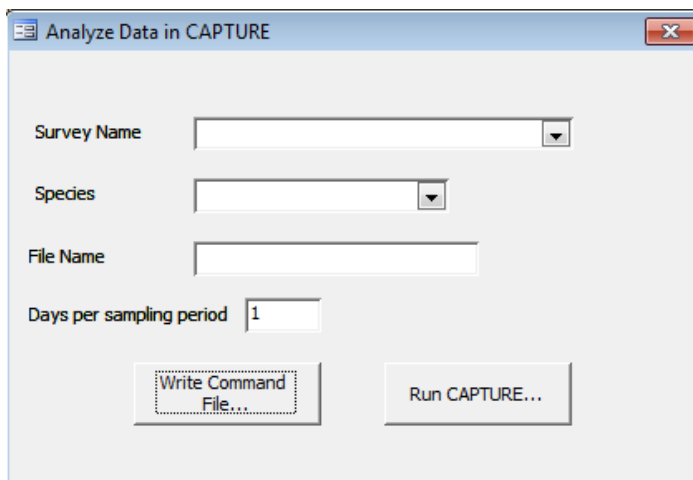 Analyze Data in CAPTURE
Survey Name
Species
File Name
Days per sampling period 1
Write Command
File...
Run CAPTURE...